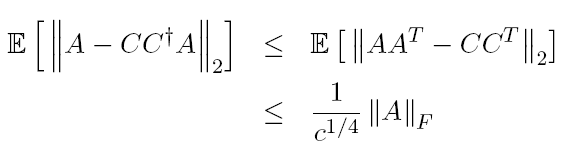 𝔼[‖A − CC†A‖₂] ≤ 𝔼[‖AAᵀ − CCᵀ‖₂]
≤ 1/c^{1/4} ‖A‖_F